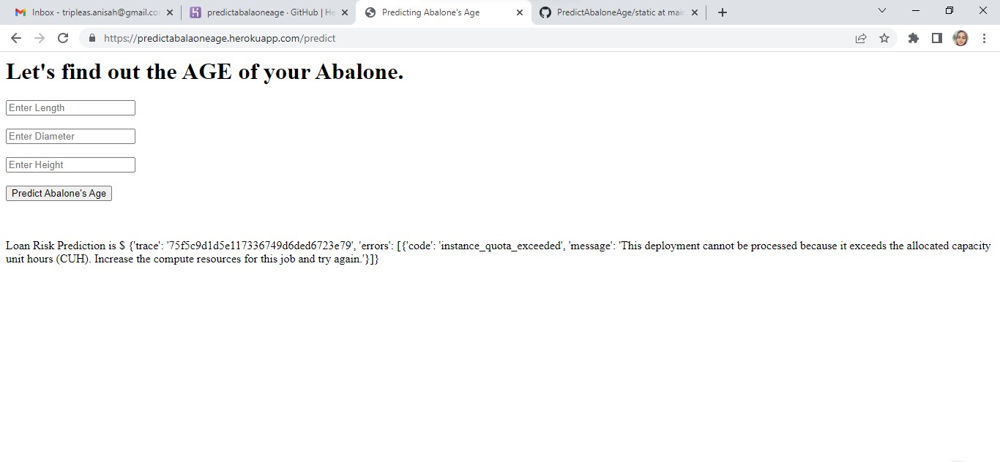 Inbox - tripleas.anisah@gmail.co
predictabalaoneage · GitHub | He
Predicting Abalone's Age
PredictAbaloneAge/static at main
https://predictabalaoneage.herokuapp.com/predict
Let's find out the AGE of your Abalone.
Enter Length
Enter Diameter
Enter Height
Predict Abalone's Age
Loan Risk Prediction is $ {'trace': '75f5c9d1d5e117336749d6ded6723e79', 'errors': [{'code': 'instance_quota_exceeded', 'message': 'This deployment cannot be processed because it exceeds the allocated capacity
unit hours (CUH). Increase the compute resources for this job and try again.'}]}